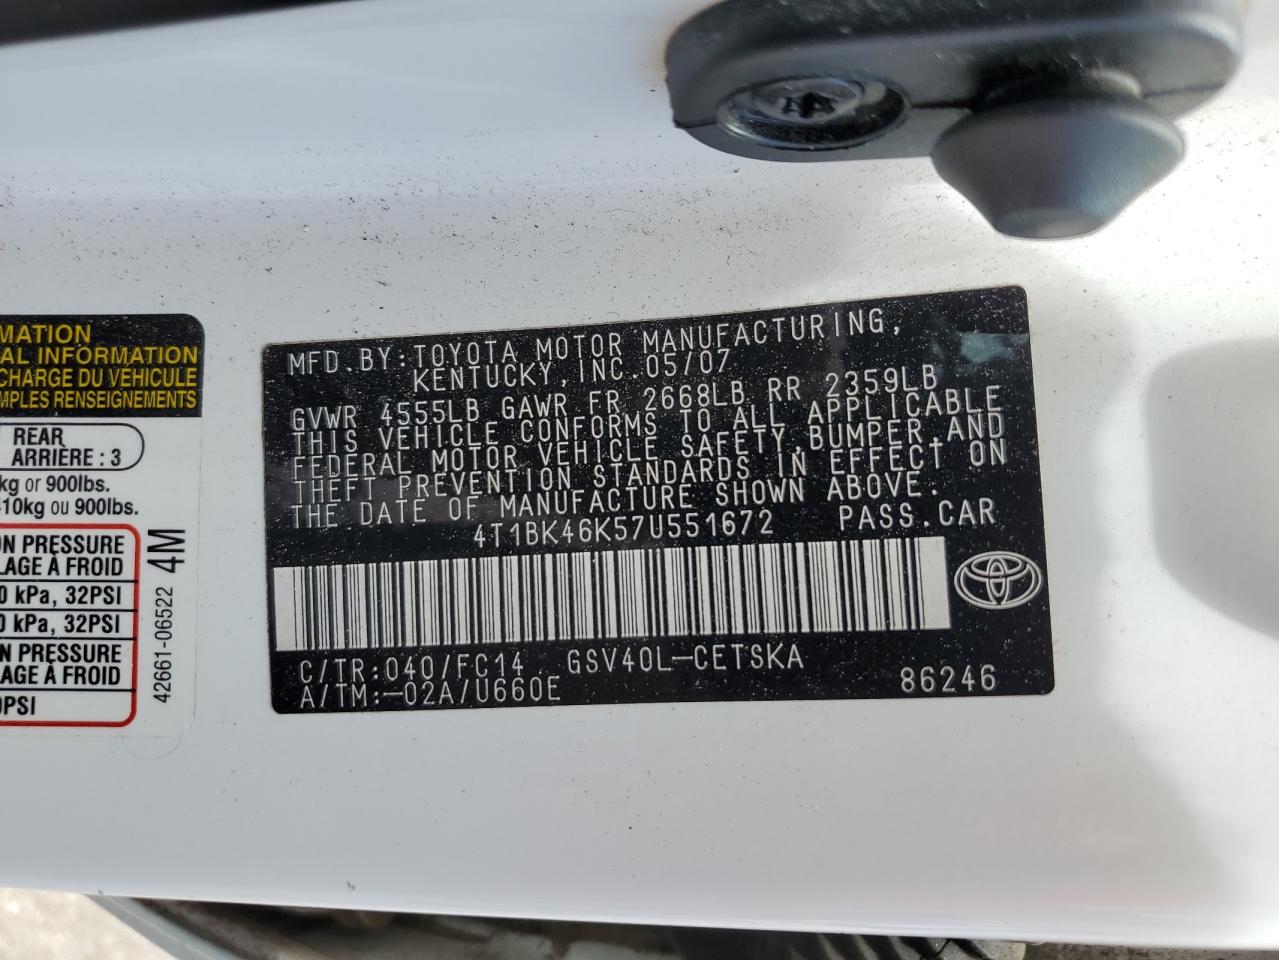 MATION
AL INFORMATION
CHARGE DU VÉHICULE
MPLES RENSEIGNEMENTS
REAR
ARRIÈRE : 3
kg or 900lbs.
10kg ou 900lbs.
ON PRESSURE
LAGE À FROID
0 kPa, 32PSI
0 kPa, 32PSI
ON PRESSURE
LAGE À FROID
0PSI
42661-06522 4M
MFD.BY:TOYOTA MOTOR MANUFACTURING,
KENTUCKY,INC.05/07
GVWR 4555LB GAWR FR 2668LB RR 2359LB
THIS VEHICLE CONFORMS TO ALL APPLICABLE
FEDERAL MOTOR VEHICLE SAFETY,BUMPER,AND
THEFT PREVENTION STANDARDS IN EFFECT ON
THE DATE OF MANUFACTURE SHOWN ABOVE.
4T1BK46K57U551672 PASS.CAR
C/TR:040/FC14 GSV40L-CETSKA
A/TM:-02A/U660E 86246